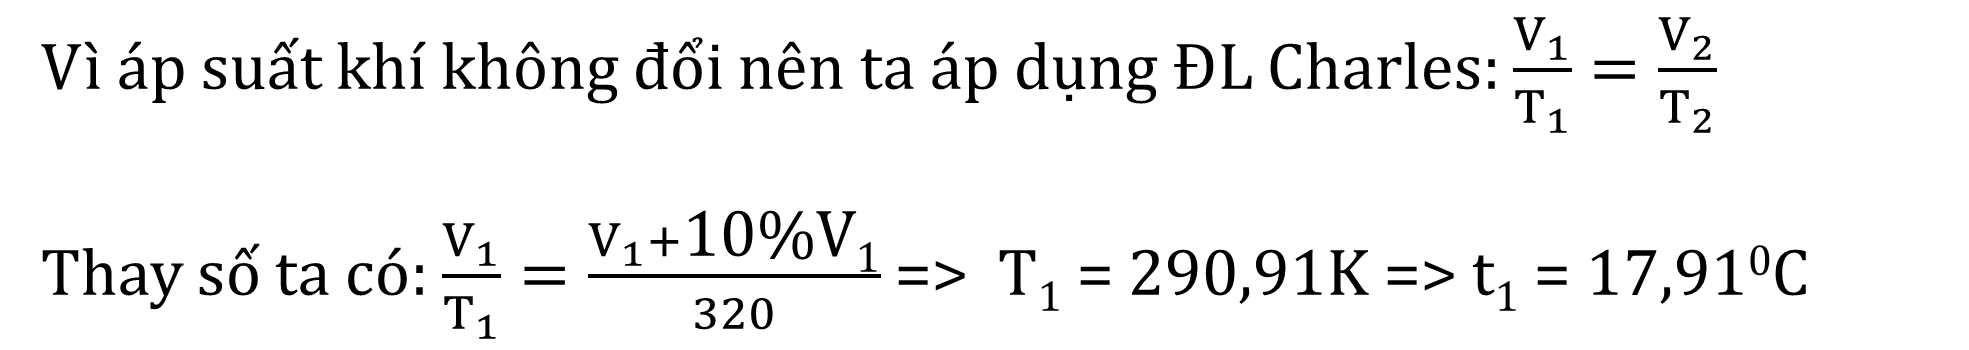 Vì áp suất khí không đổi nên ta áp dụng ĐL Charles: V₁/T₁ = V₂/T₂
Thay số ta có: V₁/T₁ = (V₁+10%V₁)/320 => T₁ = 290,91K => t₁ = 17,91⁰C